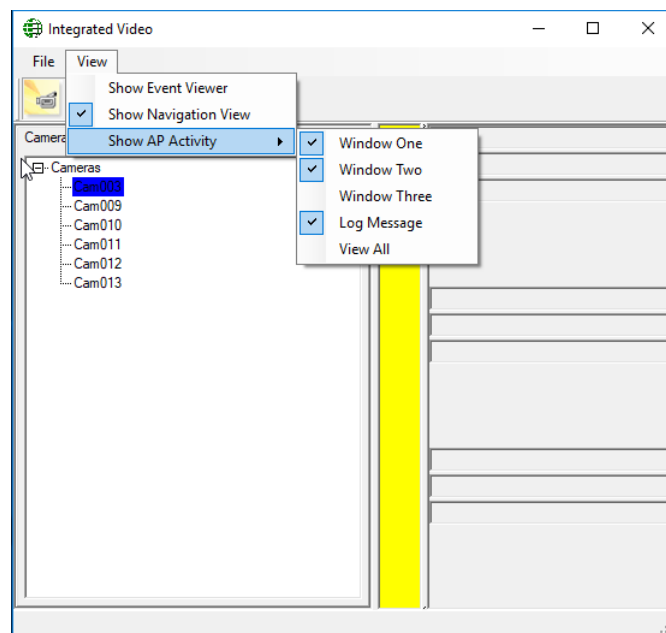 Integrated Video
File View
Show Event Viewer
Show Navigation View
Show AP Activity
Window One
Window Two
Window Three
Log Message
View All
Camera
Cameras
Cam003
Cam009
Cam010
Cam011
Cam012
Cam013